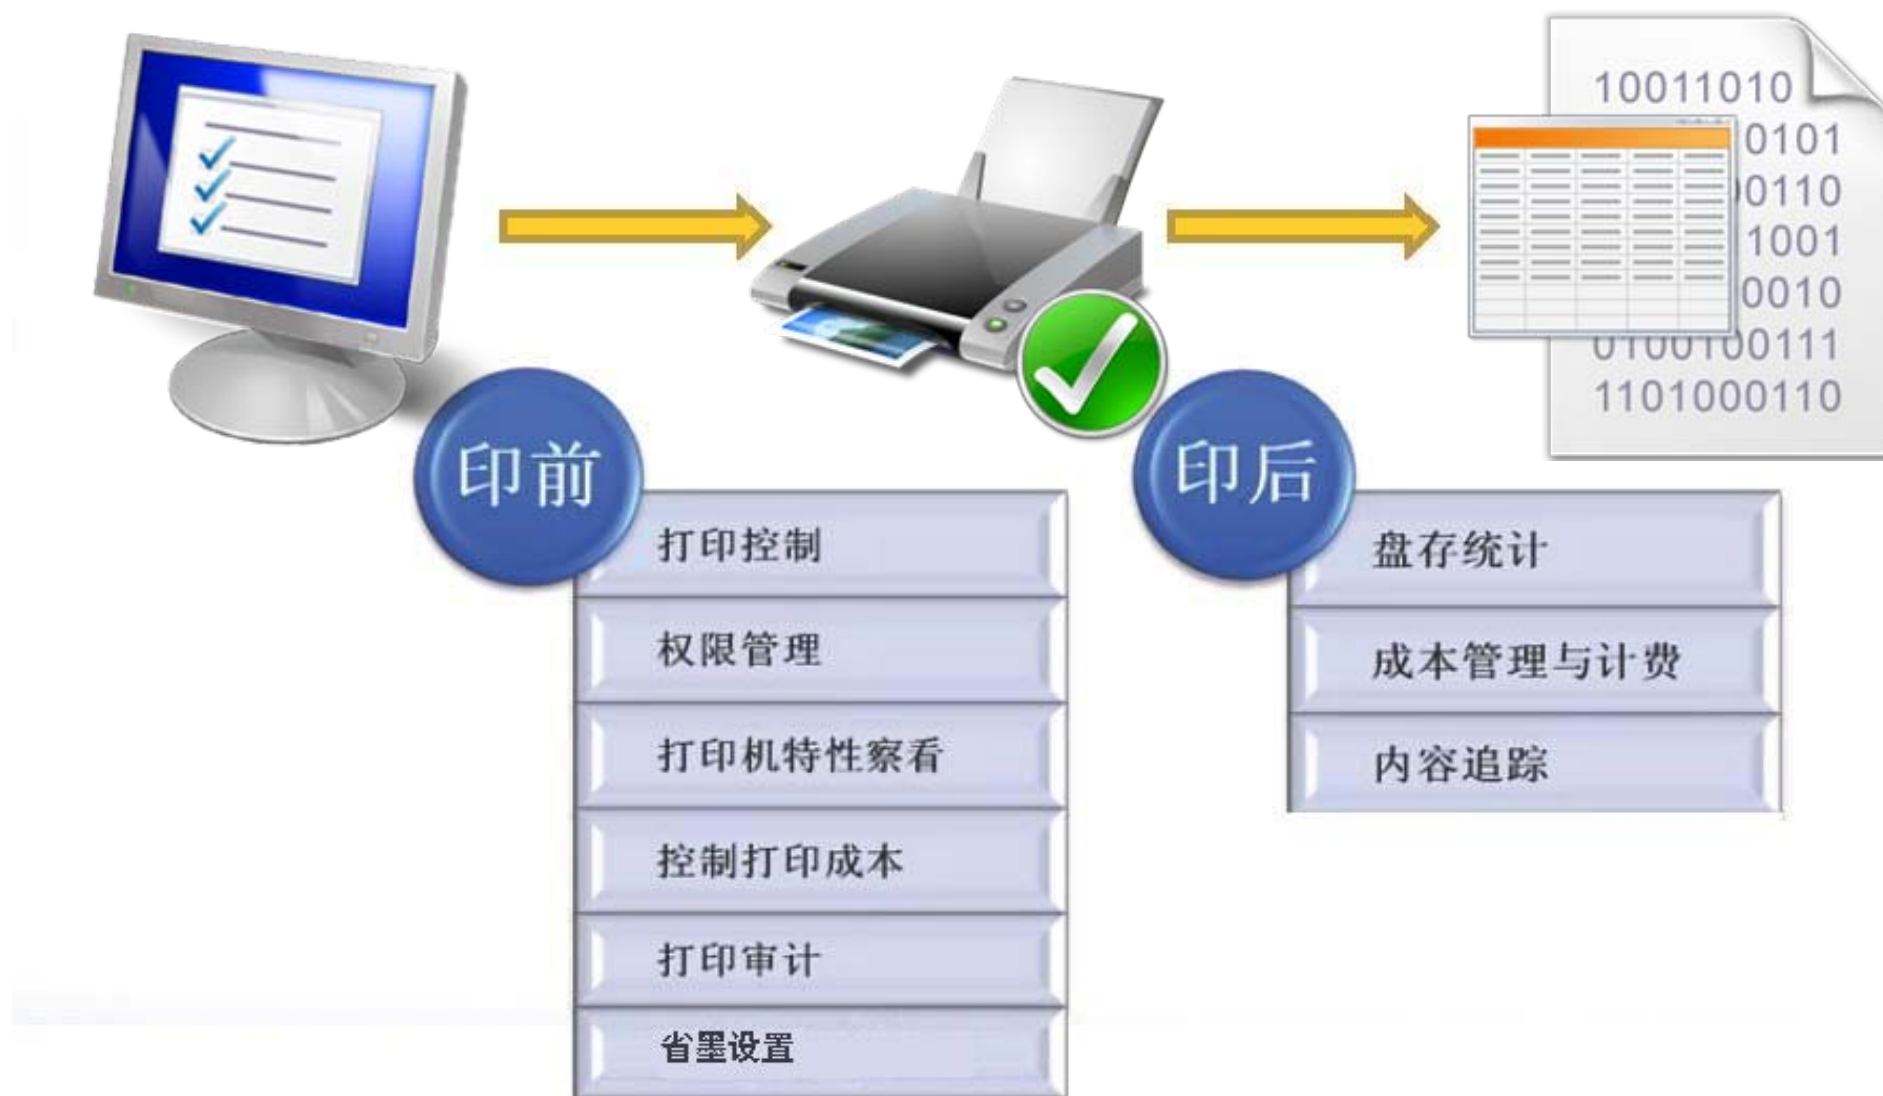 10011010
0101
0110
1001
0010
0100100111
1101000110
印前
打印控制
权限管理
打印机特性察看
控制打印成本
打印审计
省墨设置
印后
盘存统计
成本管理与计费
内容追踪